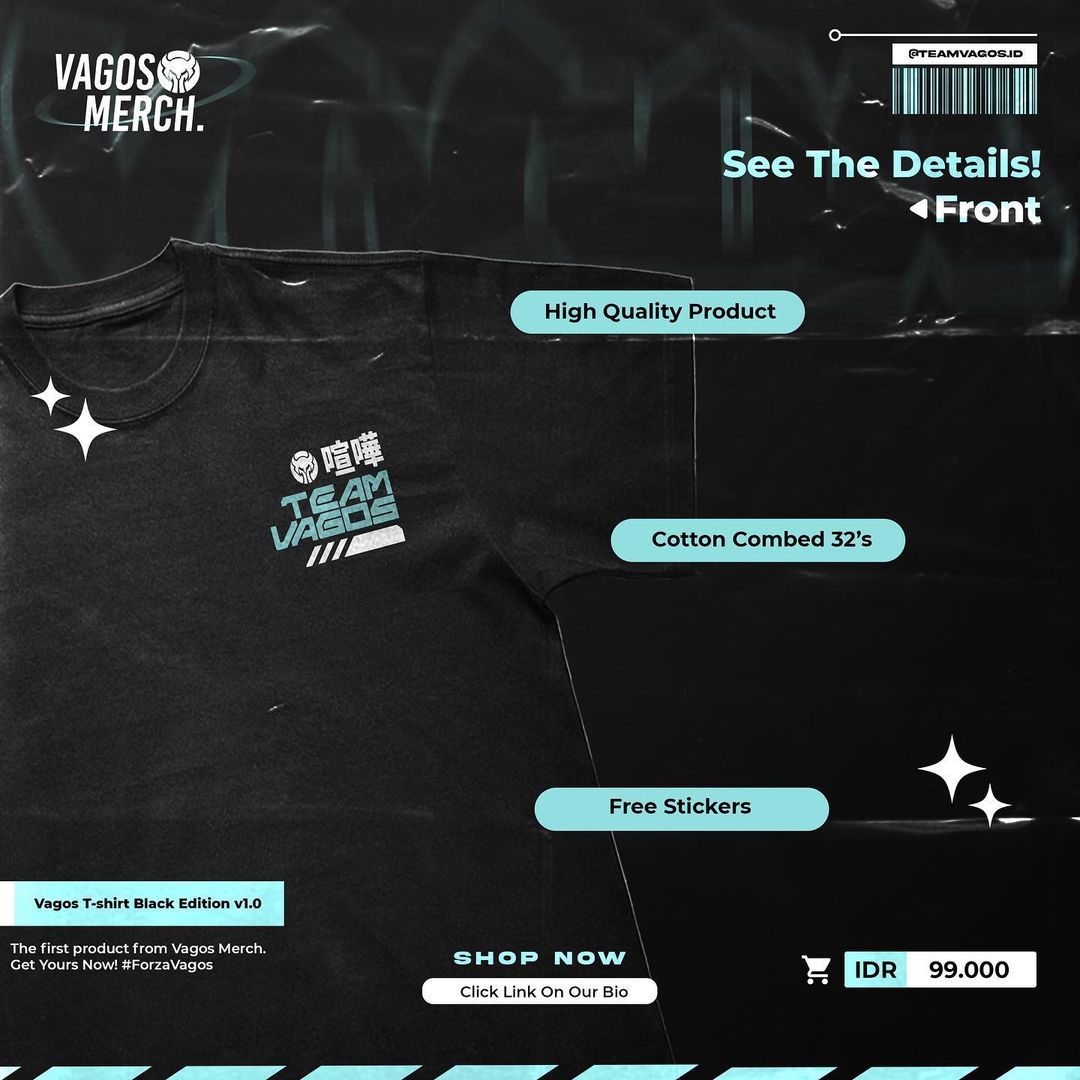 VAGOS
MERCH.
@TEAMVAGOS.ID
See The Details!
Front
High Quality Product
喧嘩
TEAM
VAGOS
Cotton Combed 32’s
Free Stickers
Vagos T-shirt Black Edition v1.0
The first product from Vagos Merch.
Get Yours Now! #ForzaVagos
SHOP NOW
Click Link On Our Bio
IDR 99.000